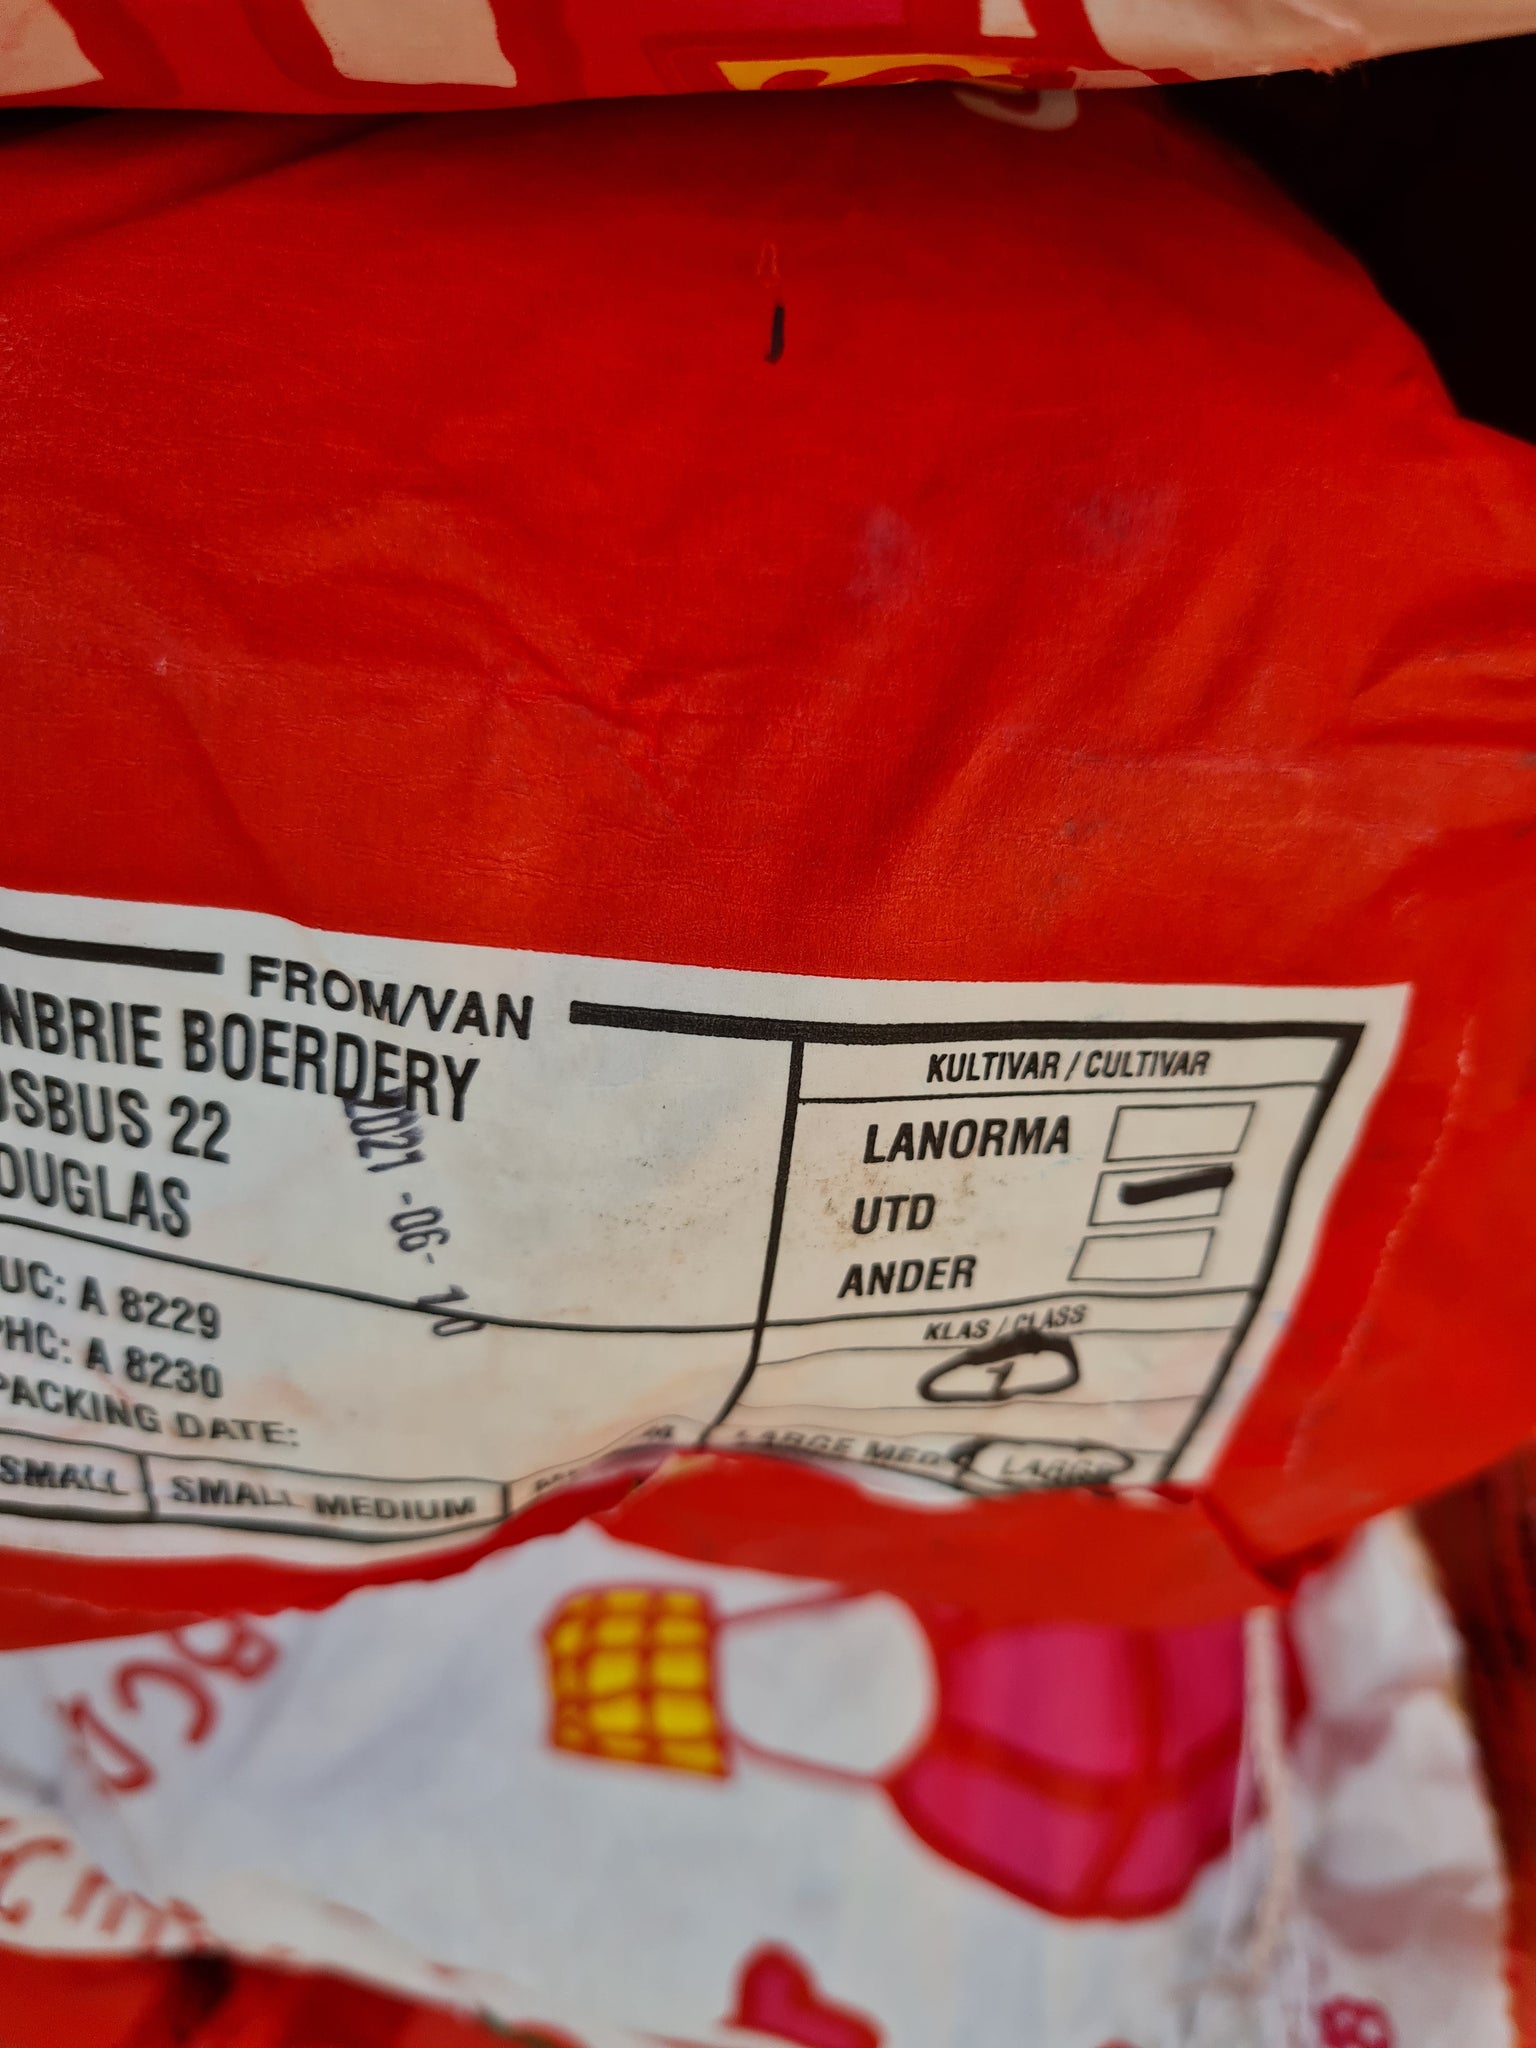 FROM/VAN
NBRIE BOERDERY
OSBUS 22
OUGLAS
UC: A 8229
PHC: A 8230
PACKING DATE:
2021-06-10
SMALL
SMALL MEDIUM
KULTIVAR / CULTIVAR
LANORMA
UTD
ANDER
KLAS / CLASS
1
LARGE MED
LARGE